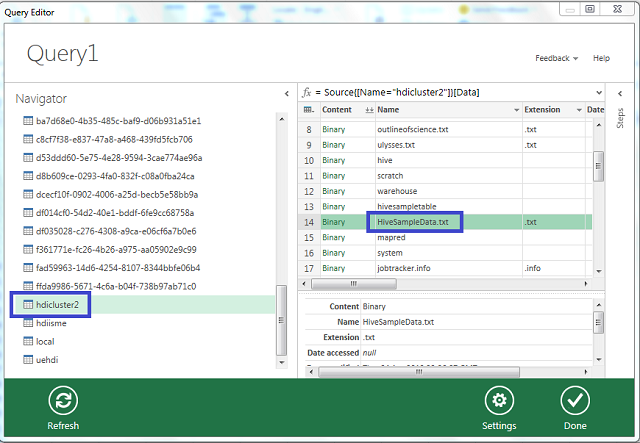 Query Editor
Query1
Feedback
Help
Navigator
ba7d68e0-4b35-485c-baf9-d06b931a51e1
c8cf7f38-e837-47a8-a468-439fd5fcb706
d53ddd60-5e75-4e28-9594-3cae774ae96a
d8b609ce-0293-4fa0-832f-c08a0fba24ca
dcecf10f-0902-4006-a25d-becb5e58bb9a
df014cf0-54d2-40e1-bddf-6fe9cc68758a
df035028-c276-4308-a9ca-e06cf6a7b0e6
f361771e-fc26-4b26-a975-aa05902e9c99
fad59963-14d6-4254-8107-8344bbfe06b4
ffda9986-5671-4c6a-b04f-738b97ab71c0
hdicluster2
hdiisme
local
uehdi
fx = Source{[Name="hdicluster2"]}[Data]
Content Name Extension Date
8 Binary outlineofscience.txt .txt
9 Binary ulysses.txt .txt
10 Binary hive
11 Binary scratch
12 Binary warehouse
13 Binary hivesampletable
14 Binary HiveSampleData.txt .txt
15 Binary mapred
16 Binary system
17 Binary jobtracker.info .info
Content Binary
Name HiveSampleData.txt
Extension .txt
Date accessed null
Steps
Refresh
Settings
Done